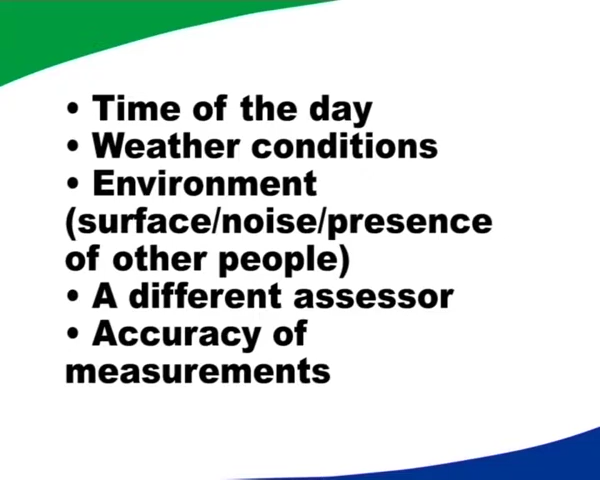 • Time of the day
• Weather conditions
• Environment
(surface/noise/presence
of other people)
• A different assessor
• Accuracy of
measurements